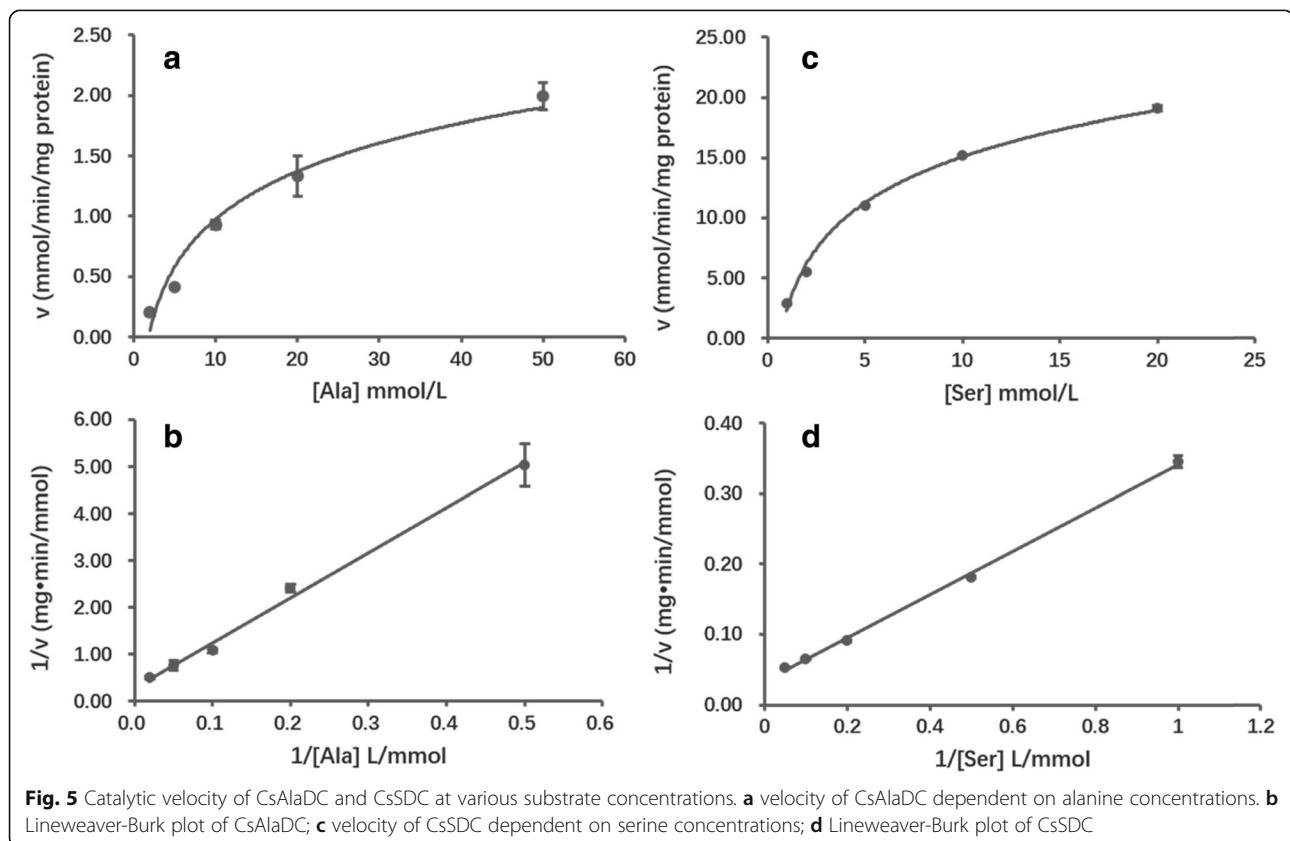 a
v (mmol/min/mg protein)
2.50
2.00
1.50
1.00
0.50
0.00
0 10 20 30 40 50 60
[Ala] mmol/L
c
v (mmol/min/mg protein)
25.00
20.00
15.00
10.00
5.00
0.00
0 5 10 15 20 25
[Ser] mmol/L
b
1/v (mg•min/mmol)
6.00
5.00
4.00
3.00
2.00
1.00
0.00
0.0 0.1 0.2 0.3 0.4 0.5 0.6
1/[Ala] L/mmol
d
1/v (mg•min/mmol)
0.40
0.30
0.20
0.10
0.00
0 0.2 0.4 0.6 0.8 1 1.2
1/[Ser] L/mmol
Fig. 5 Catalytic velocity of CsAlaDC and CsSDC at various substrate concentrations. a velocity of CsAlaDC dependent on alanine concentrations. b
Lineweaver-Burk plot of CsAlaDC; c velocity of CsSDC dependent on serine concentrations; d Lineweaver-Burk plot of CsSDC